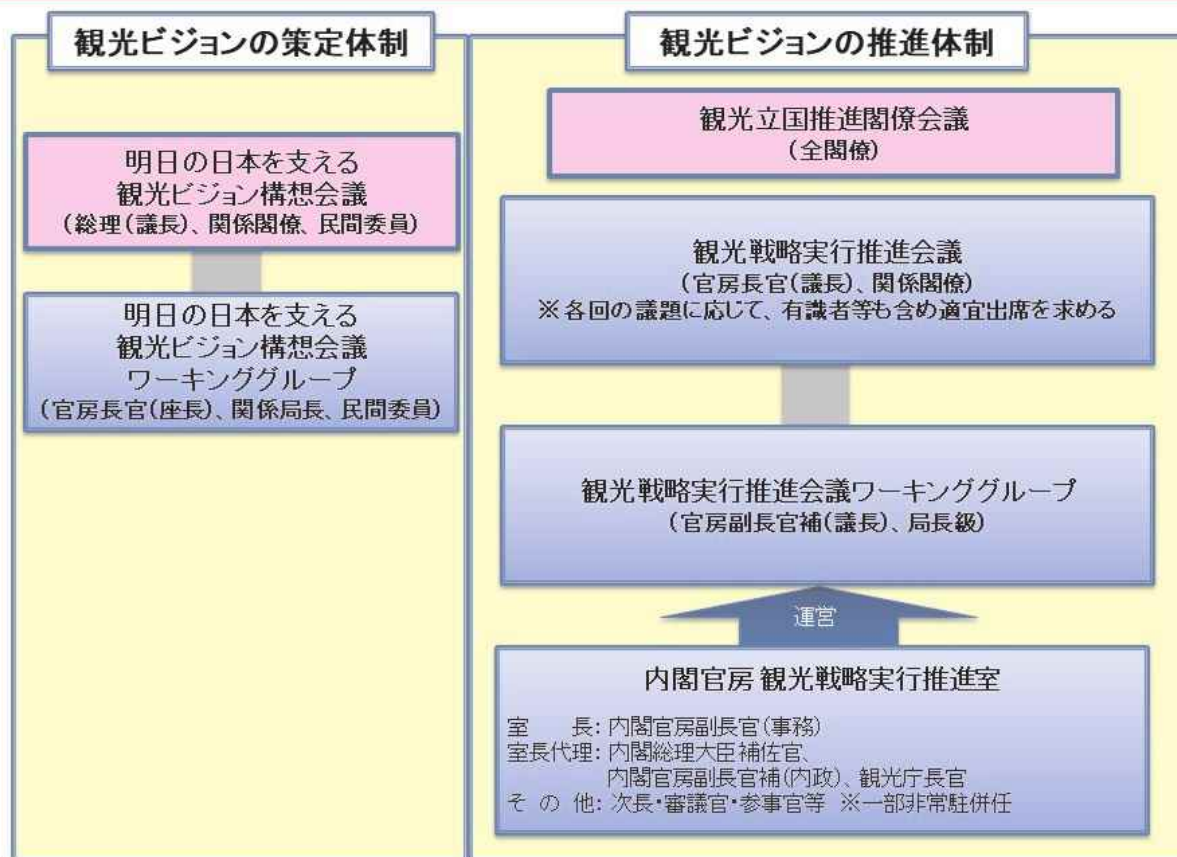 観光ビジョンの策定体制
明日の日本を支える
観光ビジョン構想会議
(総理(議長)、関係閣僚、民間委員)
明日の日本を支える
観光ビジョン構想会議
ワーキンググループ
(官房長官(座長)、関係局長、民間委員)
観光ビジョンの推進体制
観光立国推進閣僚会議
(全閣僚)
観光戦略実行推進会議
(官房長官(議長)、関係閣僚)
※各回の議題に応じて、有識者等も含め適宜出席を求める
観光戦略実行推進会議ワーキンググループ
(官房副長官補(議長)、局長級)
運営
内閣官房 観光戦略実行推進室
室　　長: 内閣官房副長官(事務)
室長代理: 内閣総理大臣補佐官、
内閣官房副長官補(内政)、観光庁長官
そ の 他: 次長・審議官・参事官等 ※一部非常駐併任